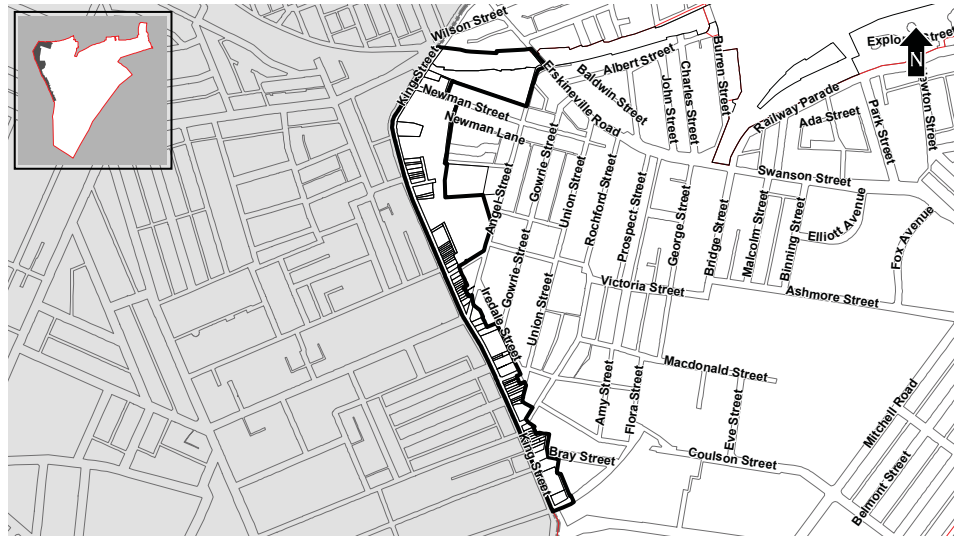 Wilson Street
Explo Street
N
King Street
Erskineville Road
Baldwin Street
Albert Street
Burren Street
John Street
Charles Street
Railway Parade
Ada Street
Park Street
ewton Street
Newman Street
Newman Lane
Angel Street
Gowrie Street
Union Street
Rochford Street
Prospect Street
George Street
Bridge Street
Swanson Street
Malcolm Street
Binning Street
Elliott Avenue
Fox Avenue
Gowrie Street
Union Street
Iredale Street
Victoria Street
Ashmore Street
Macdonald Street
Amy Street
Flora Street
Eve Street
Mitchell Road
King Street
Bray Street
Coulson Street
Belmont Street